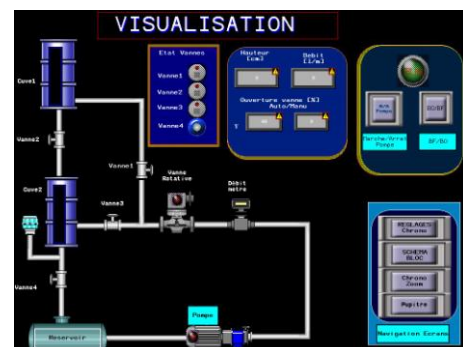 VISUALISATION
Etat Vannes
Vanne1
Vanne2
Vanne3
Vanne4
Hauteur
[cm]
Debit
[l/m]
Ouverture vanne [%]
Auto/Manu
T
Marche/Arret
Pompe
BF/BO
Cuve1
Vanne2
Vanne1
Cuve2
Vanne3
Vanne
Rotative
Débit
metre
Vanne4
Pompe
Reservoir
REGLAGES
Chrono
SCHEMA
BLOC
Chrono
Zoom
Pupitre
Navigation Ecrans